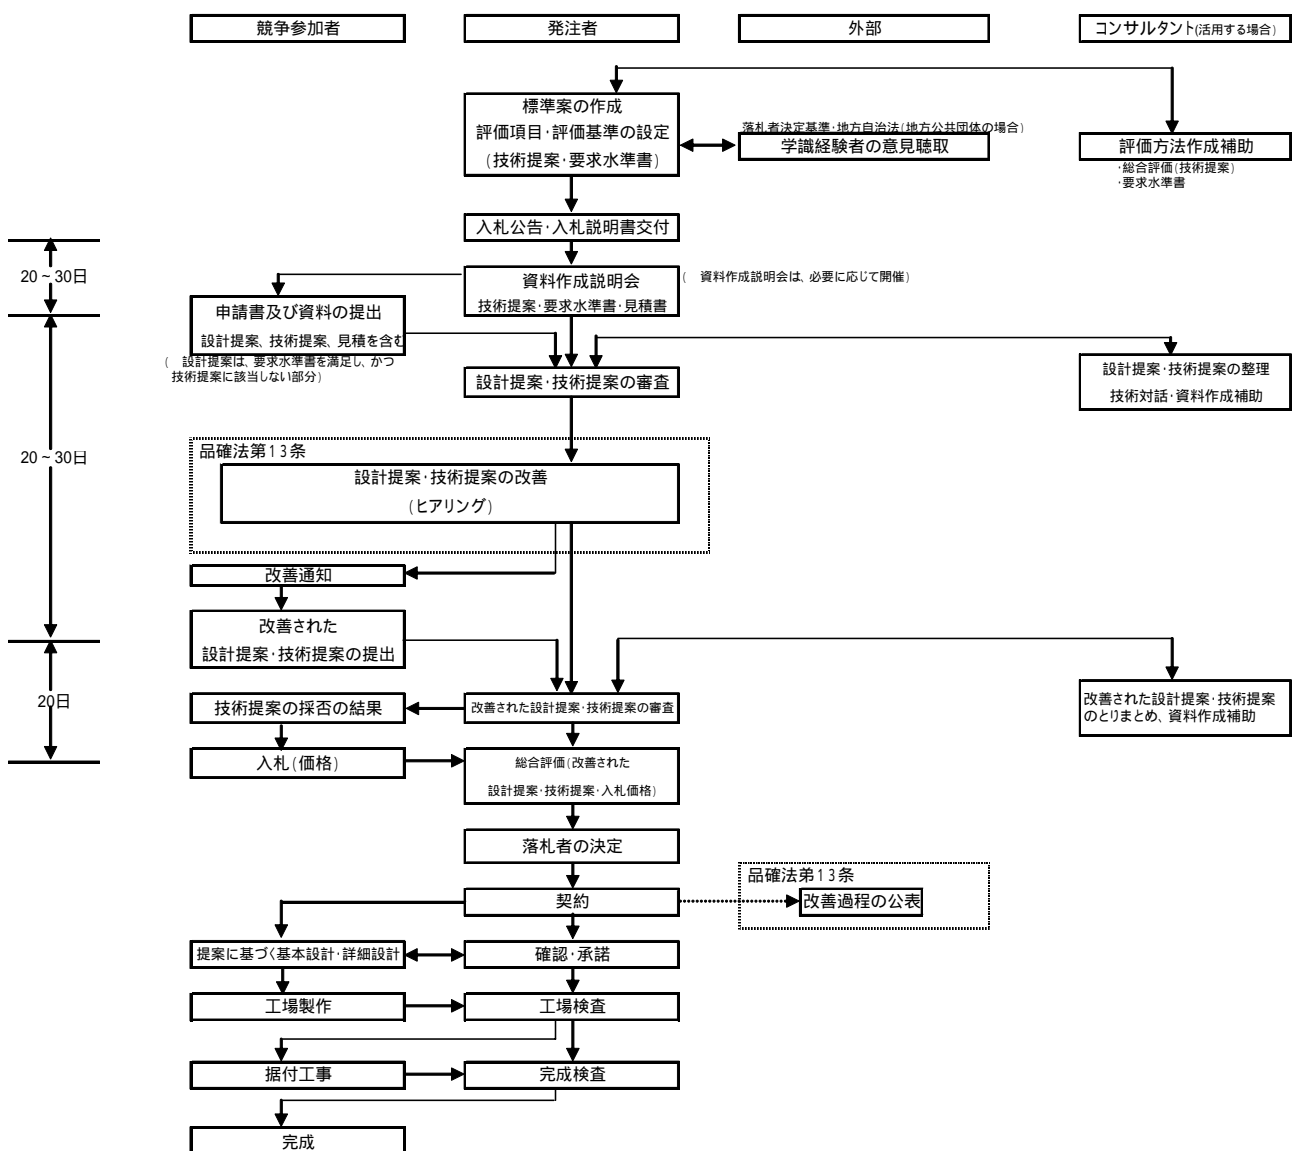 競争参加者
発注者
外部
コンサルタント(活用する場合)
標準案の作成
評価項目・評価基準の設定
(技術提案・要求水準書)
落札者決定基準・地方自治法(地方公共団体の場合)
学識経験者の意見聴取
評価方法作成補助
・総合評価(技術提案)
・要求水準書
入札公告・入札説明書交付
20~30日
資料作成説明会
技術提案・要求水準書・見積書
( 資料作成説明会は、必要に応じて開催)
申請書及び資料の提出
設計提案、技術提案、見積を含む
( 設計提案は、要求水準書を満足し、かつ
技術提案に該当しない部分)
設計提案・技術提案の審査
設計提案・技術提案の整理
技術対話・資料作成補助
20~30日
品確法第13条
設計提案・技術提案の改善
(ヒアリング)
改善通知
改善された
設計提案・技術提案の提出
20日
技術提案の採否の結果
改善された設計提案・技術提案の審査
改善された設計提案・技術提案
のとりまとめ、資料作成補助
入札(価格)
総合評価(改善された
設計提案・技術提案・入札価格)
落札者の決定
契約
品確法第13条
改善過程の公表
提案に基づく基本設計・詳細設計
確認・承諾
工場製作
工場検査
据付工事
完成検査
完成